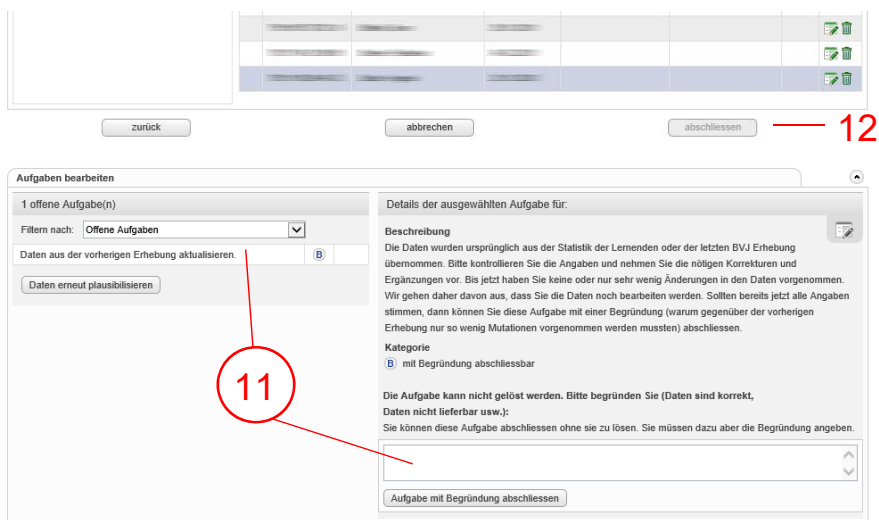 zurück
abbrechen
abschliessen
12
Aufgaben bearbeiten
1 offene Aufgabe(n)
Filtern nach: Offene Aufgaben
Daten aus der vorherigen Erhebung aktualisieren. B
Daten erneut plausibilisieren
11
Details der ausgewählten Aufgabe für:
Beschreibung
Die Daten wurden ursprünglich aus der Statistik der Lernenden oder der letzten BVJ Erhebung
übernommen. Bitte kontrollieren Sie die Angaben und nehmen Sie die nötigen Korrekturen und
Ergänzungen vor. Bis jetzt haben Sie keine oder nur sehr wenig Änderungen in den Daten vorgenommen.
Wir gehen daher davon aus, dass Sie die Daten noch bearbeiten werden. Sollten bereits jetzt alle Angaben
stimmen, dann können Sie diese Aufgabe mit einer Begründung (warum gegenüber der vorherigen
Erhebung nur so wenig Mutationen vorgenommen werden mussten) abschliessen.
Kategorie
B mit Begründung abschliessbar
Die Aufgabe kann nicht gelöst werden. Bitte begründen Sie (Daten sind korrekt,
Daten nicht lieferbar usw.):
Sie können diese Aufgabe abschliessen ohne sie zu lösen. Sie müssen dazu aber die Begründung angeben.
Aufgabe mit Begründung abschliessen